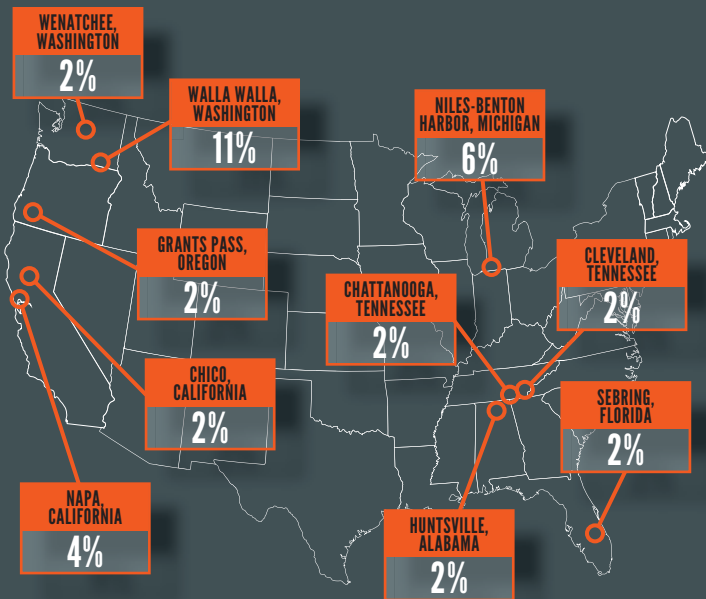 WENATCHEE,
WASHINGTON
2%
WALLA WALLA,
WASHINGTON
11%
NILES-BENTON
HARBOR, MICHIGAN
6%
GRANTS PASS,
OREGON
2%
CLEVELAND,
TENNESSEE
2%
CHATTANOOGA,
TENNESSEE
2%
CHICO,
CALIFORNIA
2%
SEBRING,
FLORIDA
2%
NAPA,
CALIFORNIA
4%
HUNTSVILLE,
ALABAMA
2%